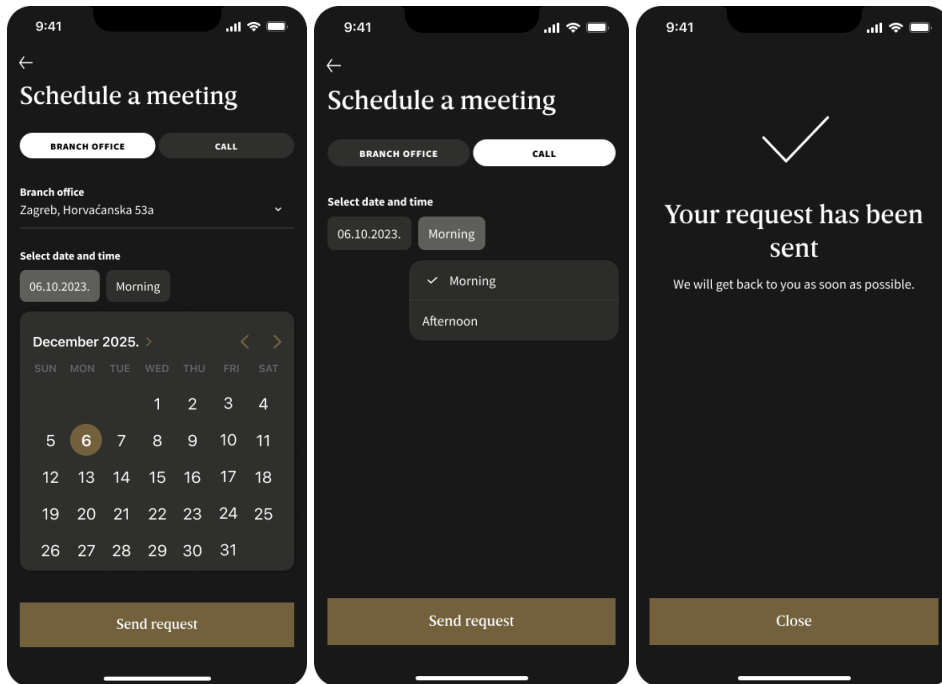 9:41
Schedule a meeting
BRANCH OFFICE CALL
Branch office
Zagreb, Horvaćanska 53a
Select date and time
06.10.2023. Morning
December 2025.
SUN MON TUE WED THU FRI SAT
1 2 3 4
5 6 7 8 9 10 11
12 13 14 15 16 17 18
19 20 21 22 23 24 25
26 27 28 29 30 31
Send request
9:41
Schedule a meeting
BRANCH OFFICE CALL
Select date and time
06.10.2023. Morning
Morning
Afternoon
Send request
9:41
Your request has been
sent
We will get back to you as soon as possible.
Close